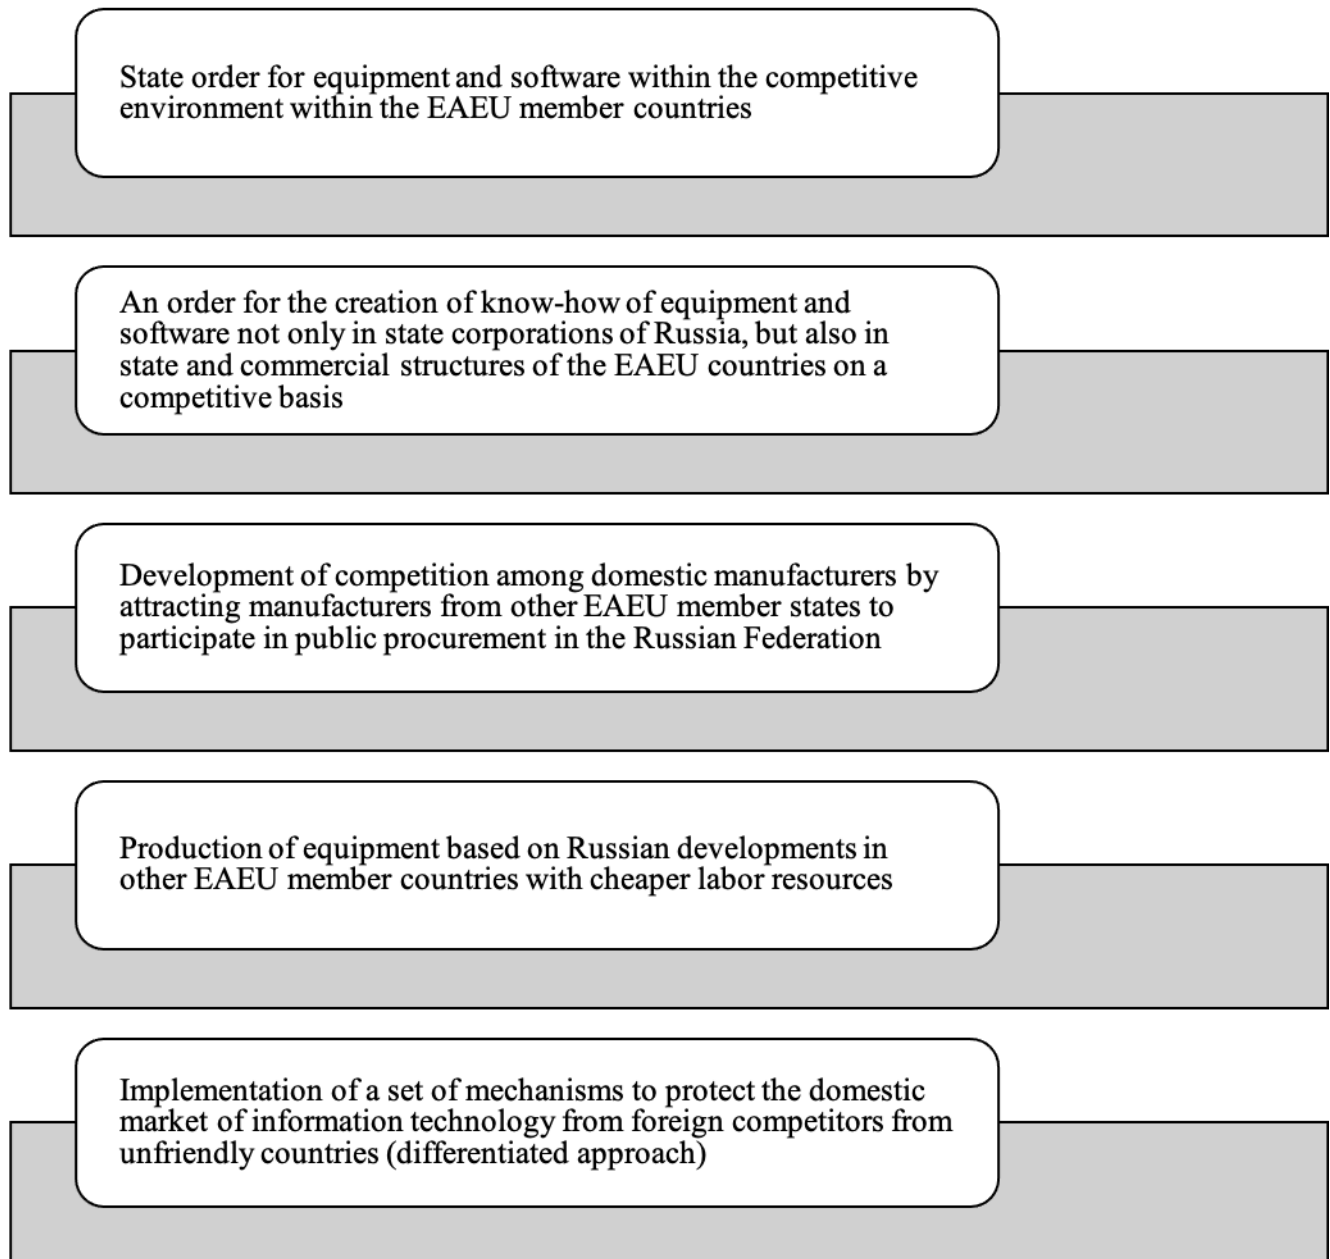 State order for equipment and software within the competitive
environment within the EAEU member countries
An order for the creation of know-how of equipment and
software not only in state corporations of Russia, but also in
state and commercial structures of the EAEU countries on a
competitive basis
Development of competition among domestic manufacturers by
attracting manufacturers from other EAEU member states to
participate in public procurement in the Russian Federation
Production of equipment based on Russian developments in
other EAEU member countries with cheaper labor resources
Implementation of a set of mechanisms to protect the domestic
market of information technology from foreign competitors from
unfriendly countries (differentiated approach)